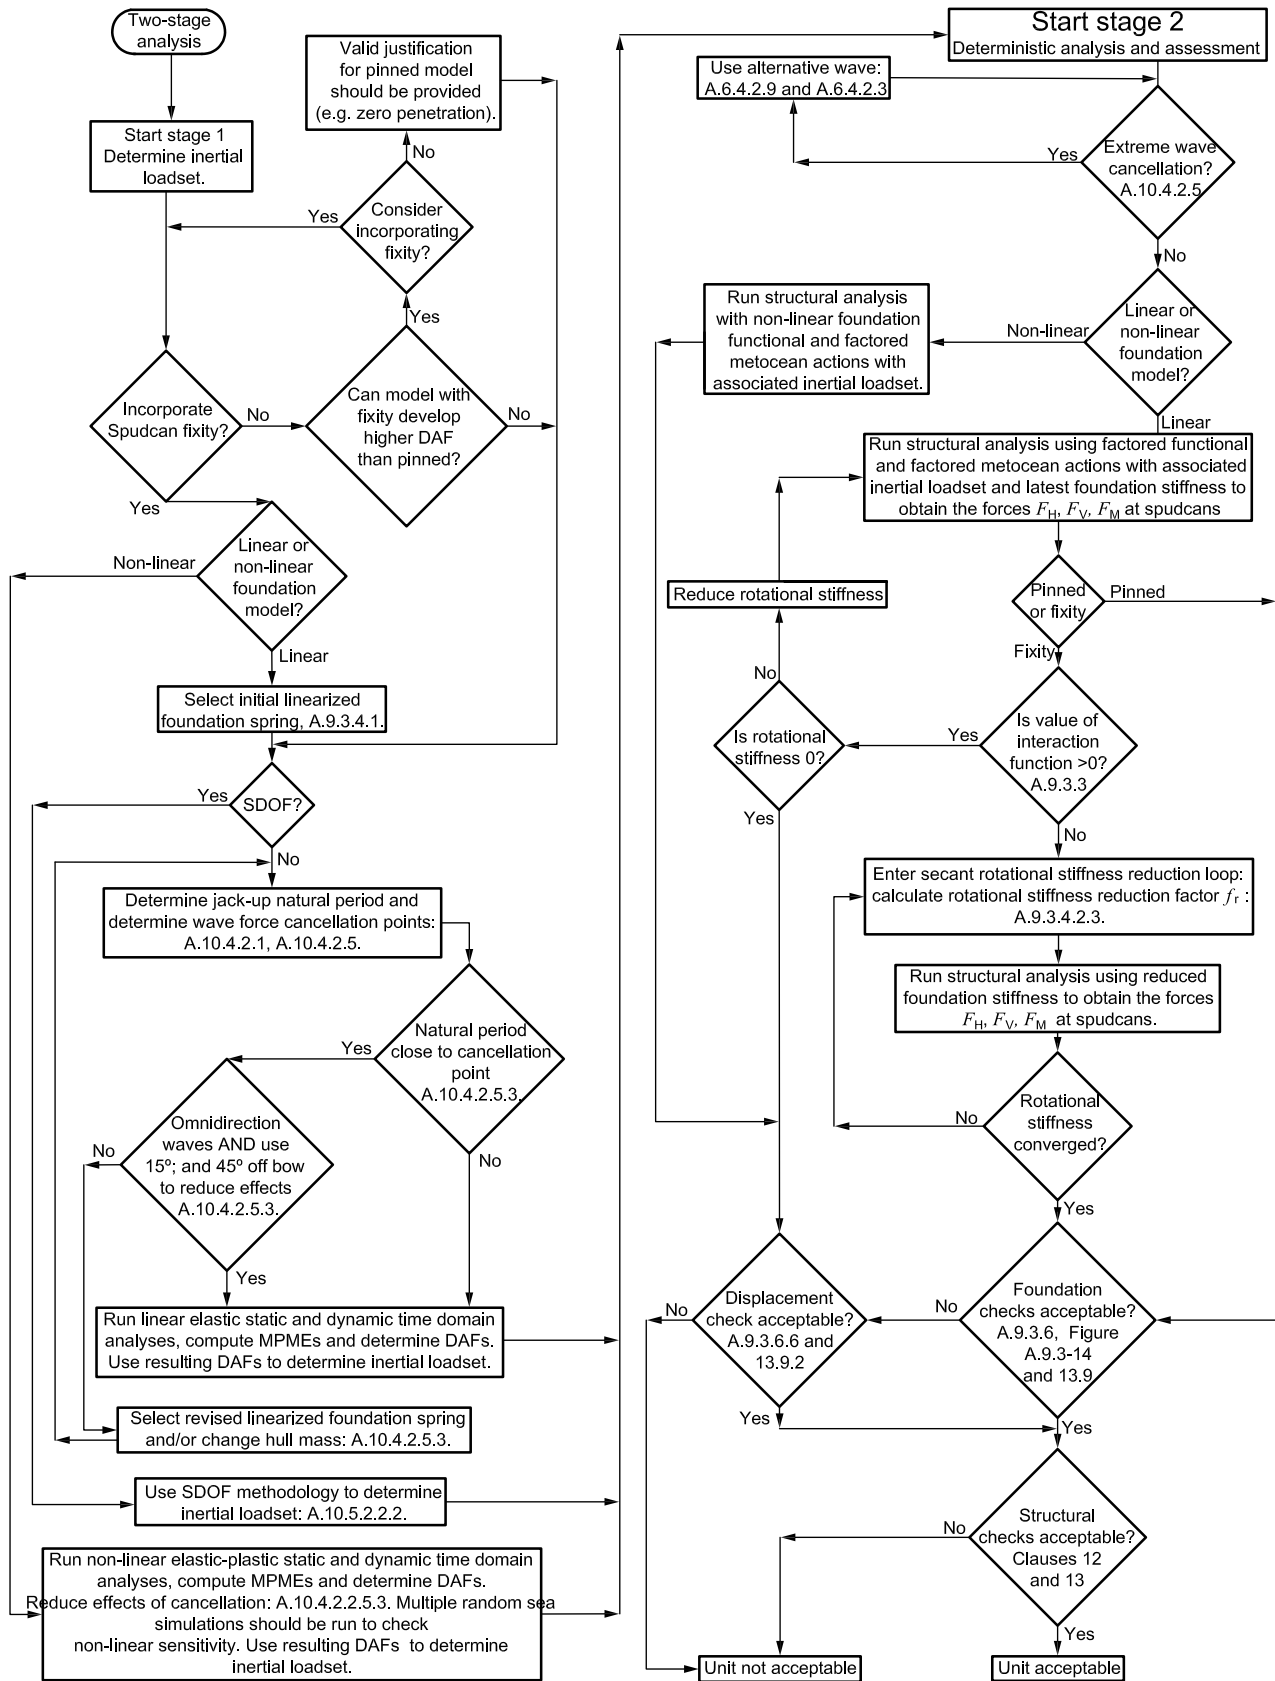 Two-stage
analysis
Start stage 1
Determine inertial
loadset.
Valid justification
for pinned model
should be provided
(e.g. zero penetration).
No
Yes
Consider
incorporating
fixity?
Yes
Incorporate
Spudcan fixity?
No
Can model with
fixity develop
higher DAF
than pinned?
No
Yes
Non-linear
Linear or
non-linear
foundation
model?
Linear
Select initial linearized
foundation spring, A.9.3.4.1.
Yes
SDOF?
No
Determine jack-up natural period and
determine wave force cancellation points:
A.10.4.2.1, A.10.4.2.5.
Yes
Natural period
close to cancellation
point
A.10.4.2.5.3.
No
No
Omnidirection
waves AND use
15º; and 45º off bow
to reduce effects
A.10.4.2.5.3.
Yes
Run linear elastic static and dynamic time domain
analyses, compute MPMEs and determine DAFs.
Use resulting DAFs to determine inertial loadset.
Select revised linearized foundation spring
and/or change hull mass: A.10.4.2.5.3.
Use SDOF methodology to determine
inertial loadset: A.10.5.2.2.2.
Run non-linear elastic-plastic static and dynamic time domain
analyses, compute MPMEs and determine DAFs.
Reduce effects of cancellation: A.10.4.2.2.5.3. Multiple random sea
simulations should be run to check
non-linear sensitivity. Use resulting DAFs to determine
inertial loadset.
Start stage 2
Deterministic analysis and assessment
Use alternative wave:
A.6.4.2.9 and A.6.4.2.3
Yes
Extreme wave
cancellation?
A.10.4.2.5
No
Run structural analysis
with non-linear foundation
functional and factored
metocean actions with
associated inertial loadset.
Non-linear
Linear or
non-linear
foundation
model?
Linear
Run structural analysis using factored functional
and factored metocean actions with associated
inertial loadset and latest foundation stiffness to
obtain the forces FH, FV, FM at spudcans
Reduce rotational stiffness
Pinned
or fixity
Pinned
Fixity
No
Is rotational
stiffness 0?
Yes
Yes
Is value of
interaction
function >0?
A.9.3.3
No
Enter secant rotational stiffness reduction loop:
calculate rotational stiffness reduction factor fr :
A.9.3.4.2.3.
Run structural analysis using reduced
foundation stiffness to obtain the forces
FH, FV, FM at spudcans.
No
Rotational
stiffness
converged?
Yes
No
Displacement
check acceptable?
A.9.3.6.6 and
13.9.2
Yes
No
Foundation
checks acceptable?
A.9.3.6, Figure
A.9.3-14
and 13.9
Yes
No
Structural
checks acceptable?
Clauses 12
and 13
Yes
Unit not acceptable
Unit acceptable